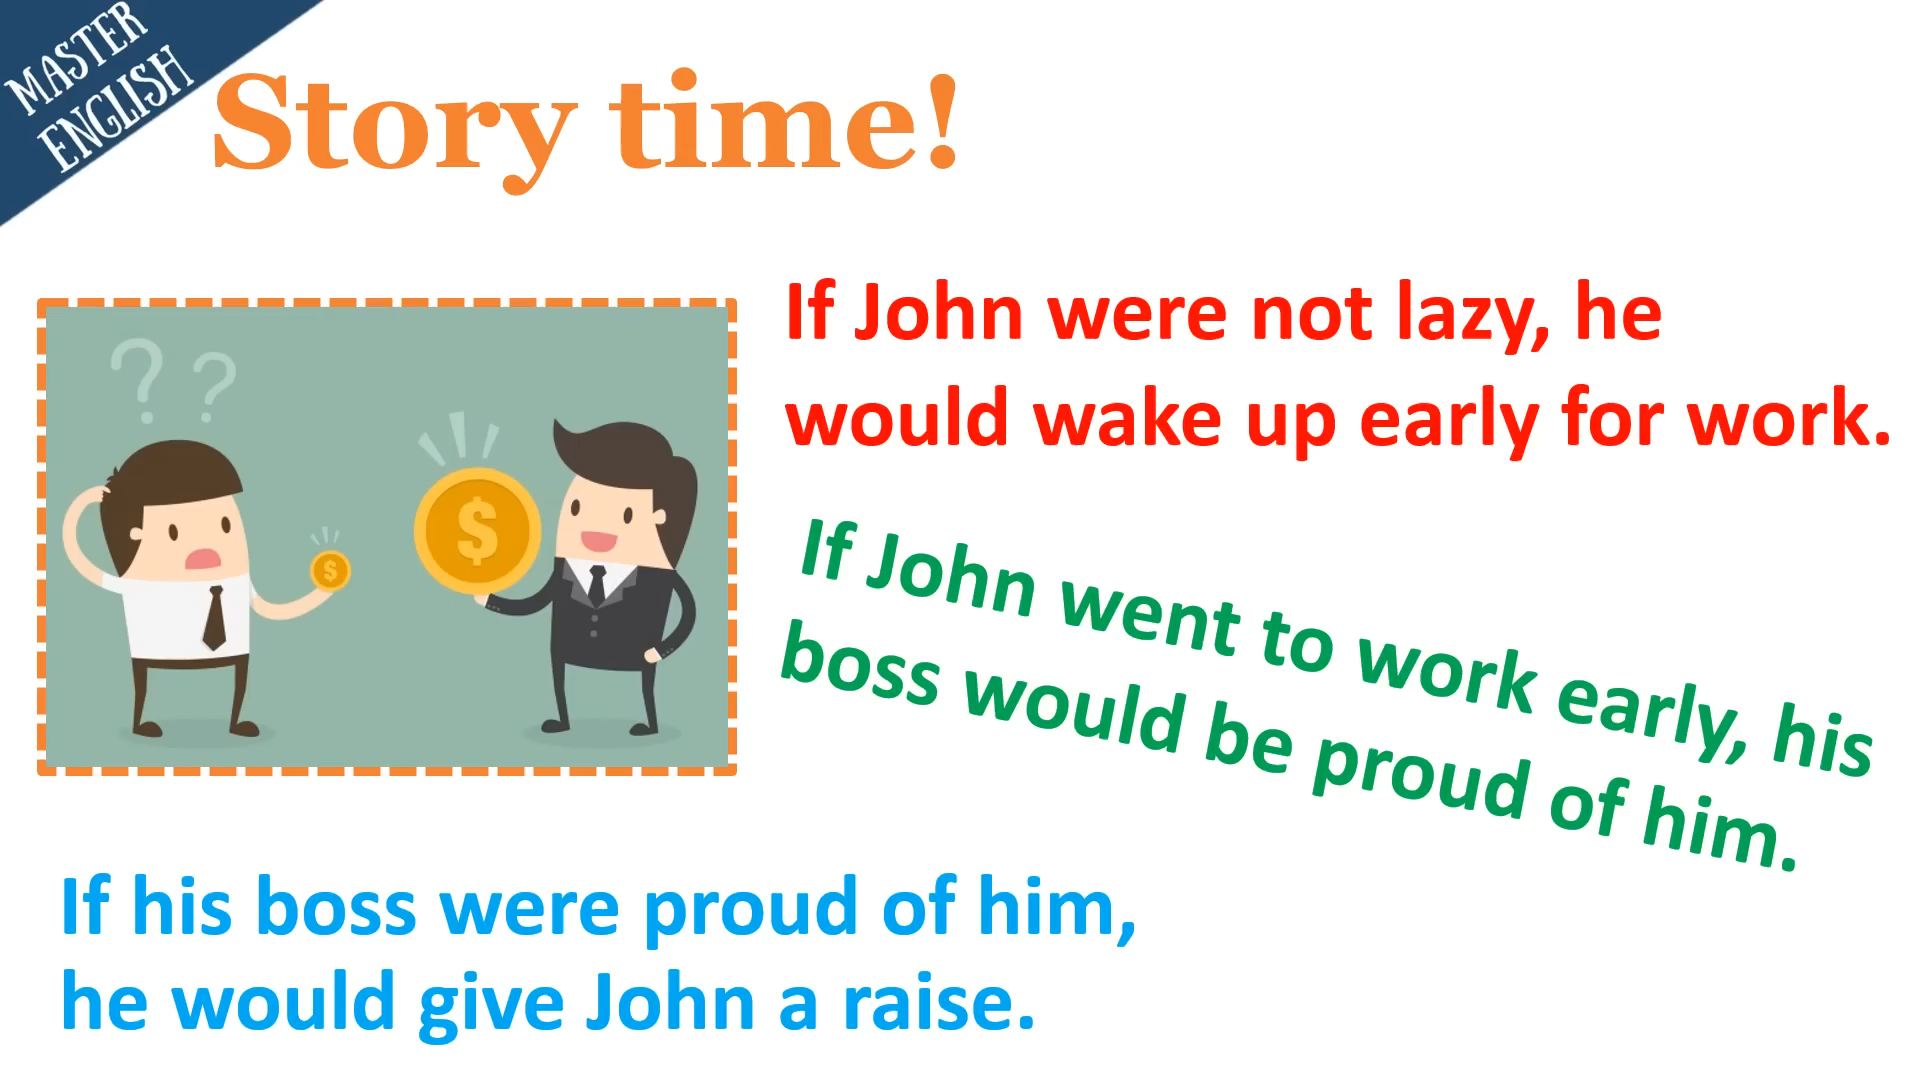 MASTER
ENGLISH
Story time!
If John were not lazy, he
would wake up early for work.
? ?
$
$
If John went to work early, his
boss would be proud of him.
If his boss were proud of him,
he would give John a raise.